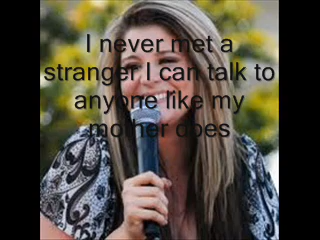 I never met a
stranger I can talk to
anyone like my
mother does